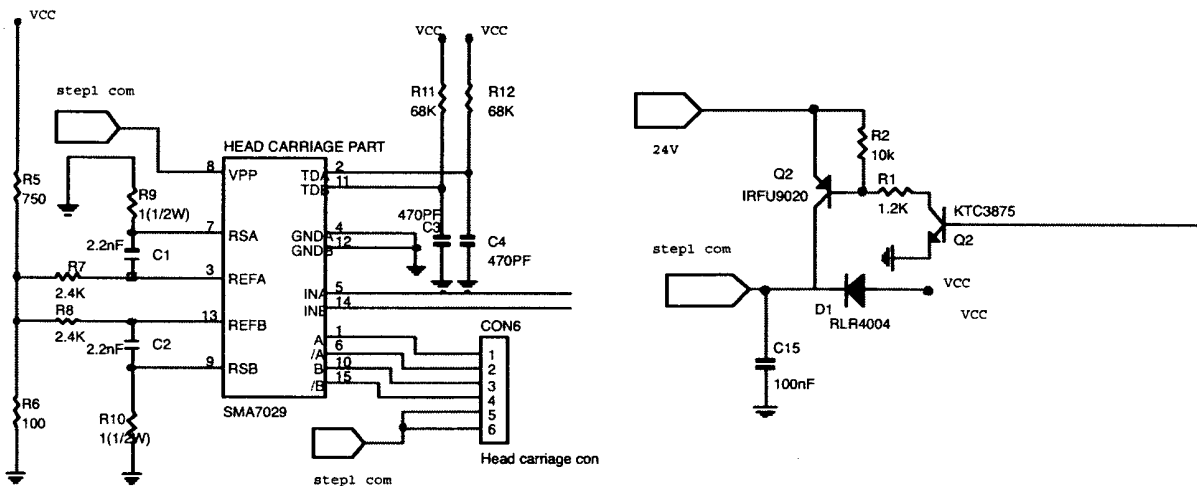 VCC
step1 com
R5
750
R6
100
R9
1(1/2W)
2.2nF
C1
R7
2.4K
R8
2.4K
2.2nF
C2
R10
1(1/2W)
HEAD CARRIAGE PART
8
VPP
7
RSA
3
REFA
13
REFB
9
RSB
TDA
2
TDB
11
GNDA
4
GNDB
12
INA
5
INB
14
A
1
/A
6
B
10
/B
15
SMA7029
VCC
VCC
R11
68K
R12
68K
470PF
C3
C4
470PF
CON6
1
2
3
4
5
6
Head carriage con
step1 com
24V
R2
10k
Q2
IRFU9020
R1
1.2K
KTC3875
Q2
step1 com
D1
RLR4004
VCC
VCC
C15
100nF